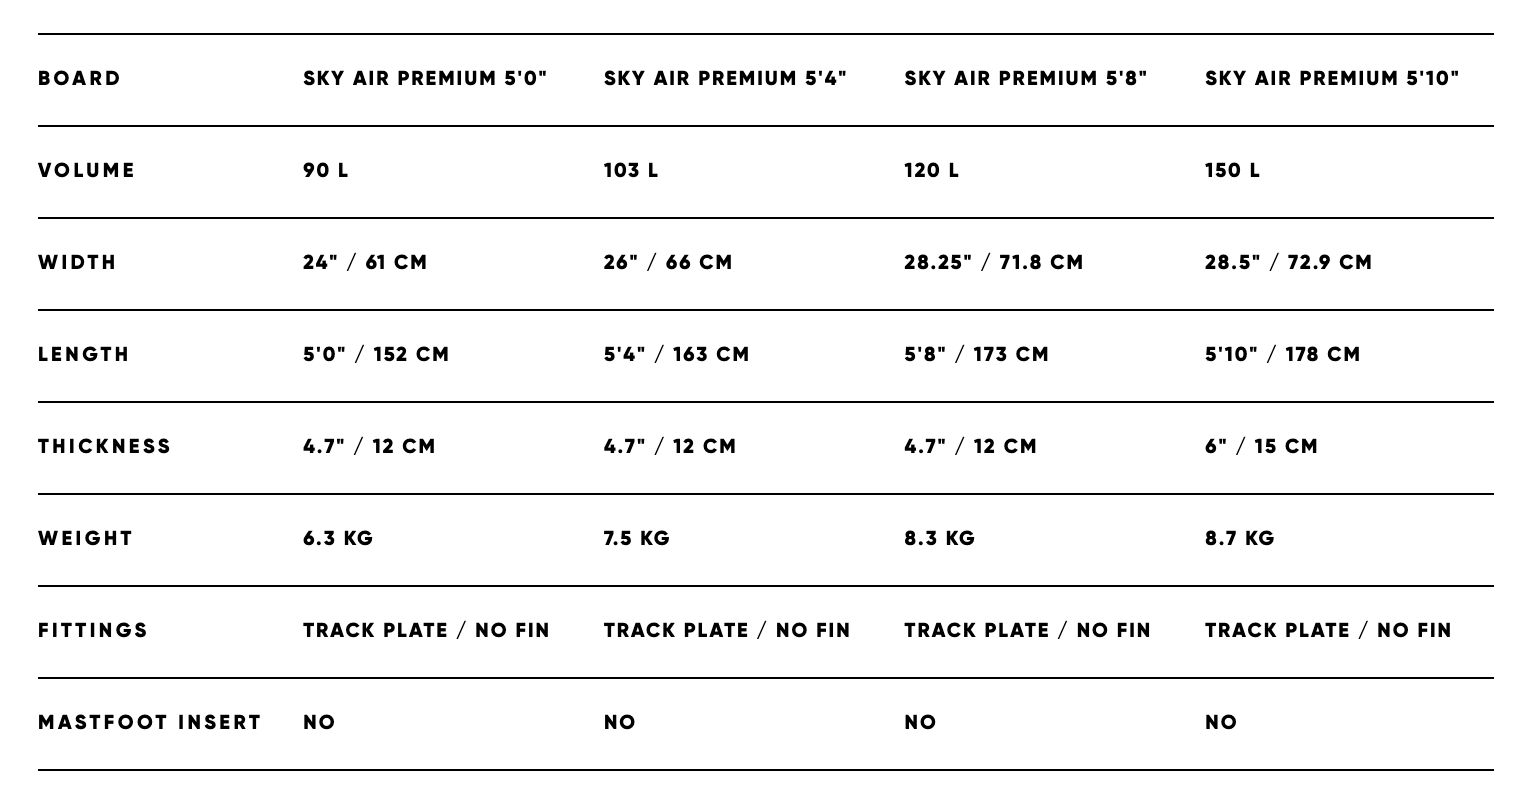 BOARD SKY AIR PREMIUM 5'0" SKY AIR PREMIUM 5'4" SKY AIR PREMIUM 5'8" SKY AIR PREMIUM 5'10"
VOLUME 90 L 103 L 120 L 150 L
WIDTH 24" / 61 CM 26" / 66 CM 28.25" / 71.8 CM 28.5" / 72.9 CM
LENGTH 5'0" / 152 CM 5'4" / 163 CM 5'8" / 173 CM 5'10" / 178 CM
THICKNESS 4.7" / 12 CM 4.7" / 12 CM 4.7" / 12 CM 6" / 15 CM
WEIGHT 6.3 KG 7.5 KG 8.3 KG 8.7 KG
FITTINGS TRACK PLATE / NO FIN TRACK PLATE / NO FIN TRACK PLATE / NO FIN TRACK PLATE / NO FIN
MASTFOOT INSERT NO NO NO NO